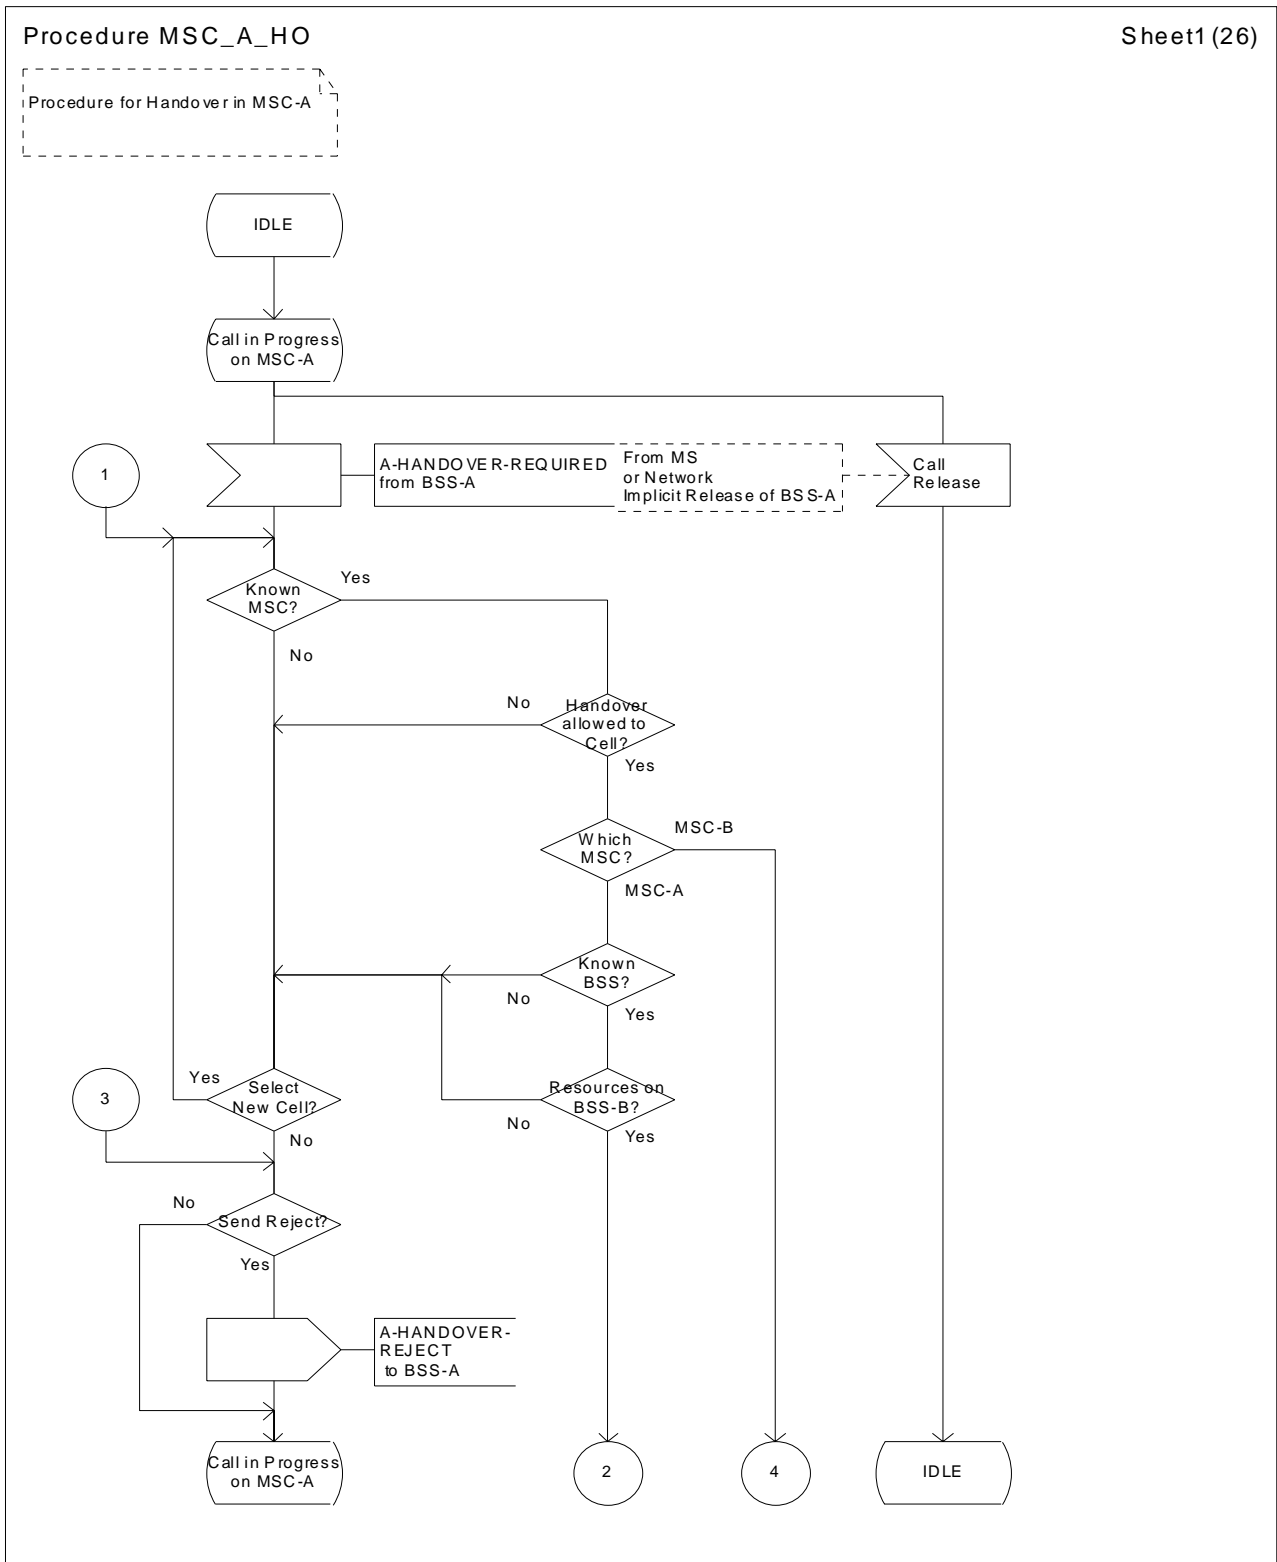 Procedure MSC_A_HO
Sheet1 (26)
Procedure for Handover in MSC-A
IDLE
Call in Progress
on MSC-A
1
A-HANDOVER-REQUIRED
from BSS-A
From MS
or Network
Implicit Release of BSS-A
Call
Release
Known
MSC?
Yes
No
No
Handover
allowed to
Cell?
Yes
Which
MSC?
MSC-B
MSC-A
Known
BSS?
No
Yes
3
Yes
Select
New Cell?
No
Resources on
BSS-B?
No
Yes
No
Send Reject?
Yes
A-HANDOVER-
REJECT
to BSS-A
Call in Progress
on MSC-A
2
4
IDLE